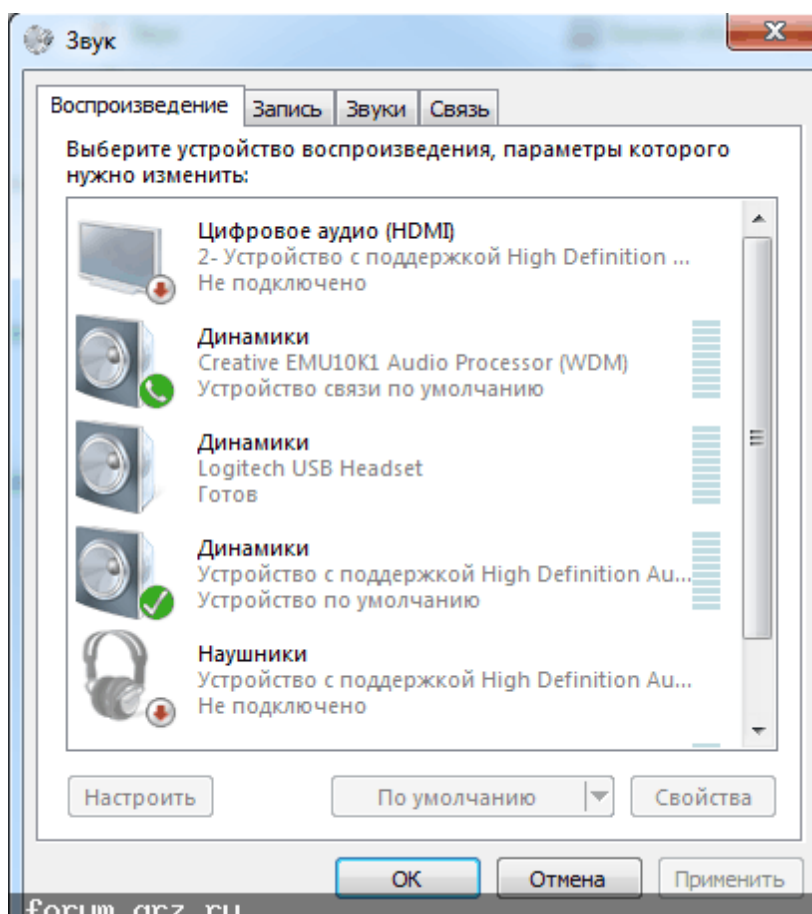 Звук
Воспроизведение Запись Звуки Связь
Выберите устройство воспроизведения, параметры которого
нужно изменить:
Цифровое аудио (HDMI)
2- Устройство с поддержкой High Definition ...
Не подключено
Динамики
Creative EMU10K1 Audio Processor (WDM)
Устройство связи по умолчанию
Динамики
Logitech USB Headset
Готов
Динамики
Устройство с поддержкой High Definition Au...
Устройство по умолчанию
Наушники
Устройство с поддержкой High Definition Au...
Не подключено
Настроить По умолчанию Свойства
ОК Отмена Применить
forum grz ru